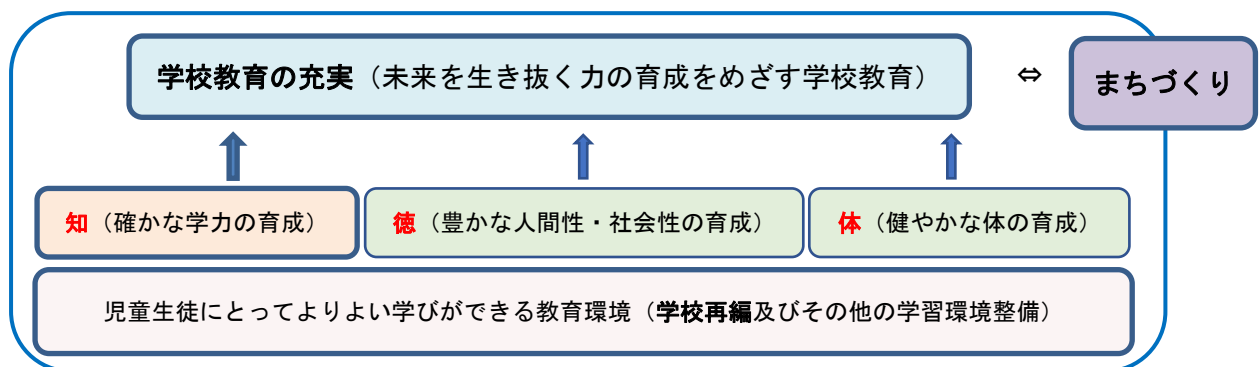 学校教育の充実（未来を生き抜く力の育成をめざす学校教育）
⇔
まちづくり
知（確かな学力の育成）
徳（豊かな人間性・社会性の育成）
体（健やかな体の育成）
児童生徒にとってよりよい学びができる教育環境（学校再編及びその他の学習環境整備）